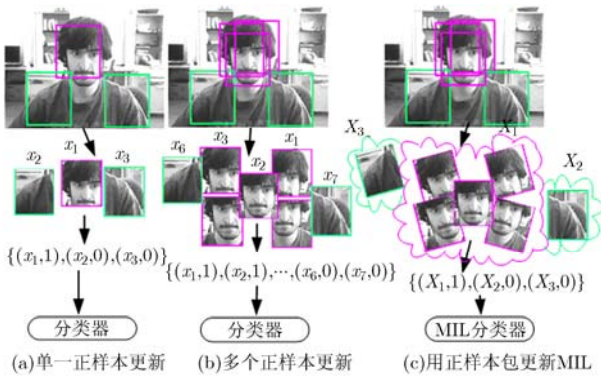 x₂ x₁ x₃
x₆ x₃ x₂ x₁ x₇
X₃ X₁ X₂
{(x₁,1),(x₂,0),(x₃,0)}
{(x₁,1),(x₂,1),⋯,(x₆,0),(x₇,0)}
{(X₁,1),(X₂,0),(X₃,0)}
分类器
分类器
MIL分类器
(a)单一正样本更新
(b)多个正样本更新
(c)用正样本包更新MIL